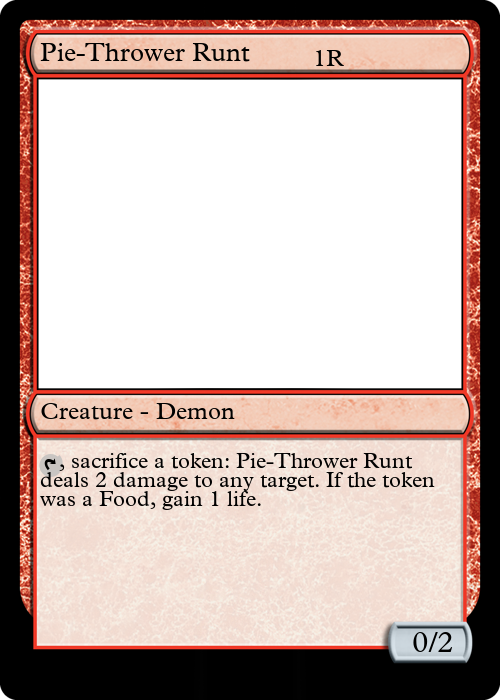 Pie-Thrower Runt 1R
Creature - Demon
, sacrifice a token: Pie-Thrower Runt
deals 2 damage to any target. If the token
was a Food, gain 1 life.
0/2